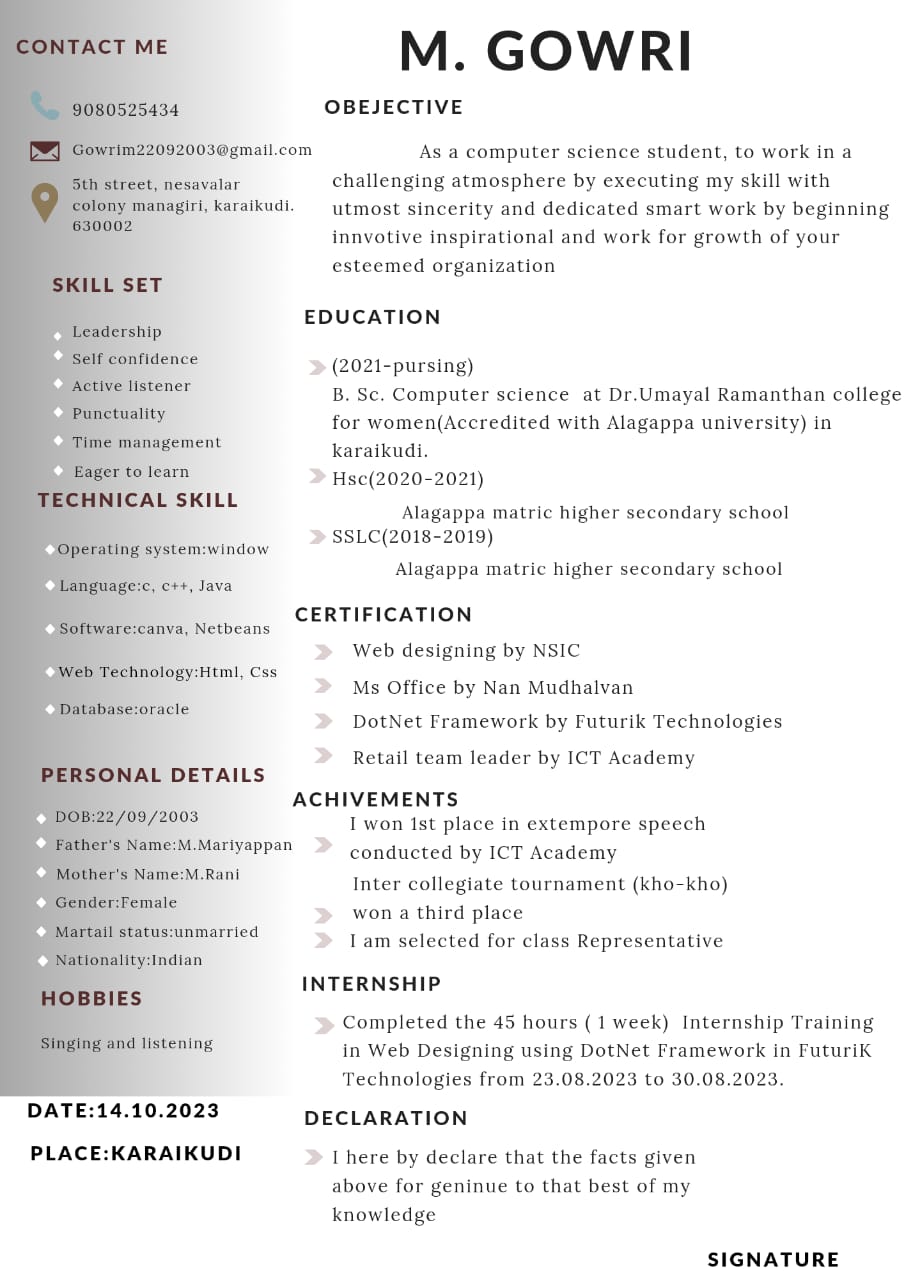 CONTACT ME
9080525434
Gowrim22092003@gmail.com
5th street, nesavalar
colony managiri, karaikudi.
630002
SKILL SET
Leadership
Self confidence
Active listener
Punctuality
Time management
Eager to learn
TECHNICAL SKILL
Operating system:window
Language:c, c++, Java
Software:canva, Netbeans
Web Technology:Html, Css
Database:oracle
PERSONAL DETAILS
DOB:22/09/2003
Father's Name:M.Mariyappan
Mother's Name:M.Rani
Gender:Female
Martail status:unmarried
Nationality:Indian
HOBBIES
Singing and listening
DATE:14.10.2023
PLACE:KARAIKUDI
M. GOWRI
OBEJECTIVE
As a computer science student, to work in a
challenging atmosphere by executing my skill with
utmost sincerity and dedicated smart work by beginning
innvotive inspirational and work for growth of your
esteemed organization
EDUCATION
(2021-pursing)
B. Sc. Computer science at Dr.Umayal Ramanthan college
for women(Accredited with Alagappa university) in
karaikudi.
Hsc(2020-2021)
Alagappa matric higher secondary school
SSLC(2018-2019)
Alagappa matric higher secondary school
CERTIFICATION
Web designing by NSIC
Ms Office by Nan Mudhalvan
DotNet Framework by Futurik Technologies
Retail team leader by ICT Academy
ACHIVEMENTS
I won 1st place in extempore speech
conducted by ICT Academy
Inter collegiate tournament (kho-kho)
won a third place
I am selected for class Representative
INTERNSHIP
Completed the 45 hours ( 1 week) Internship Training
in Web Designing using DotNet Framework in FuturiK
Technologies from 23.08.2023 to 30.08.2023.
DECLARATION
I here by declare that the facts given
above for geninue to that best of my
knowledge
SIGNATURE